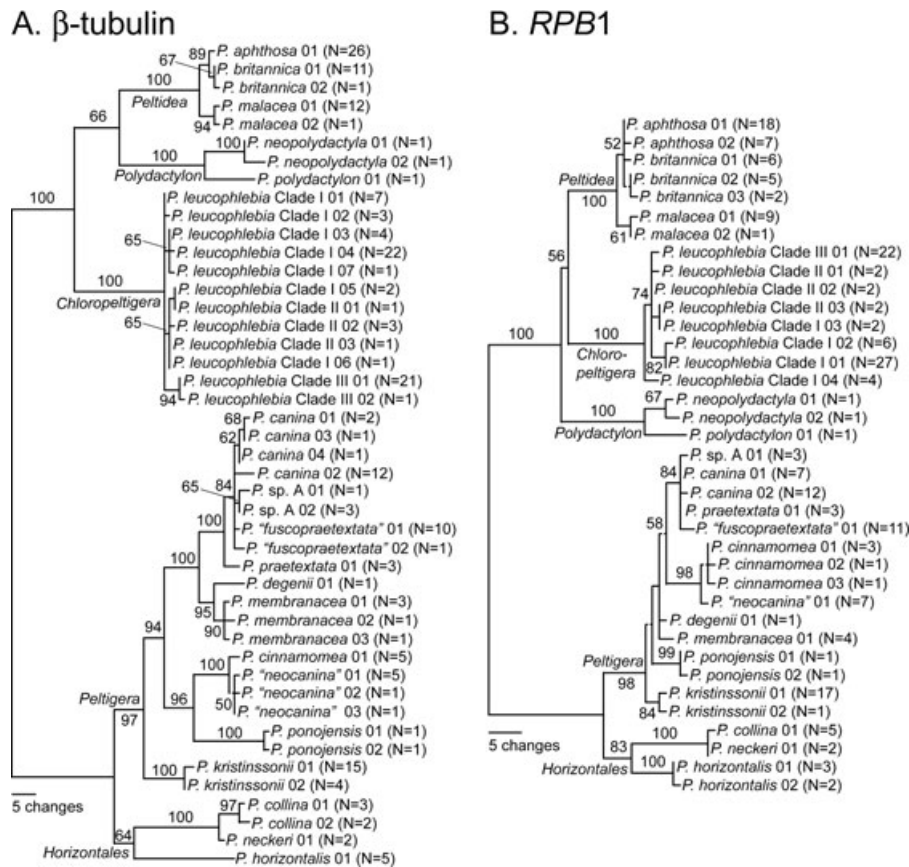 A. β-tubulin
89
P. aphthosa 01 (N=26)
67
P. britannica 01 (N=11)
100
P. britannica 02 (N=1)
Peltidea
P. malacea 01 (N=12)
94
P. malacea 02 (N=1)
66
100
P. neopolydactyla 01 (N=1)
100
P. neopolydactyla 02 (N=1)
Polydactylon
P. polydactylon 01 (N=1)
100
P. leucophlebia Clade I 01 (N=7)
P. leucophlebia Clade I 02 (N=3)
P. leucophlebia Clade I 03 (N=4)
65
P. leucophlebia Clade I 04 (N=22)
100
P. leucophlebia Clade I 07 (N=1)
Chloropeltigera
P. leucophlebia Clade I 05 (N=2)
P. leucophlebia Clade II 01 (N=1)
65
P. leucophlebia Clade II 02 (N=3)
P. leucophlebia Clade II 03 (N=1)
P. leucophlebia Clade I 06 (N=1)
P. leucophlebia Clade III 01 (N=21)
94
P. leucophlebia Clade III 02 (N=1)
68
P. canina 01 (N=2)
62
P. canina 03 (N=1)
P. canina 04 (N=1)
84
P. canina 02 (N=12)
65
P. sp. A 01 (N=1)
P. sp. A 02 (N=3)
100
P. "fuscopraetextata" 01 (N=10)
P. "fuscopraetextata" 02 (N=1)
100
P. praetextata 01 (N=3)
P. degenii 01 (N=1)
95
P. membranacea 01 (N=3)
P. membranacea 02 (N=1)
90
P. membranacea 03 (N=1)
94
100
P. cinnamomea 01 (N=5)
P. "neocanina" 01 (N=5)
96
P. "neocanina" 02 (N=1)
50
P. "neocanina" 03 (N=1)
Peltigera
97
100
P. ponojensis 01 (N=1)
P. ponojensis 02 (N=1)
100
P. kristinssonii 01 (N=15)
P. kristinssonii 02 (N=4)
5 changes
97
P. collina 01 (N=3)
100
P. collina 02 (N=2)
64
P. neckeri 01 (N=2)
Horizontales
P. horizontalis 01 (N=5)
B. RPB1
P. aphthosa 01 (N=18)
52
P. aphthosa 02 (N=7)
P. britannica 01 (N=6)
Peltidea
P. britannica 02 (N=5)
100
P. britannica 03 (N=2)
P. malacea 01 (N=9)
61
P. malacea 02 (N=1)
56
P. leucophlebia Clade III 01 (N=22)
P. leucophlebia Clade II 01 (N=2)
74
P. leucophlebia Clade II 02 (N=2)
P. leucophlebia Clade II 03 (N=2)
100
100
P. leucophlebia Clade I 03 (N=2)
Chloro-
peltigera
P. leucophlebia Clade I 02 (N=6)
82
P. leucophlebia Clade I 01 (N=27)
P. leucophlebia Clade I 04 (N=4)
67
P. neopolydactyla 01 (N=1)
100
P. neopolydactyla 02 (N=1)
Polydactylon
P. polydactylon 01 (N=1)
P. sp. A 01 (N=3)
84
P. canina 01 (N=7)
P. canina 02 (N=12)
P. praetextata 01 (N=3)
58
P. "fuscopraetextata" 01 (N=11)
P. cinnamomea 01 (N=3)
98
P. cinnamomea 02 (N=1)
P. cinnamomea 03 (N=1)
P. "neocanina" 01 (N=7)
P. degenii 01 (N=1)
P. membranacea 01 (N=4)
99
P. ponojensis 01 (N=1)
Peltigera
P. ponojensis 02 (N=1)
98
P. kristinssonii 01 (N=17)
84
P. kristinssonii 02 (N=1)
5 changes
100
P. collina 01 (N=5)
83
P. neckeri 01 (N=2)
Horizontales
100
P. horizontalis 01 (N=3)
P. horizontalis 02 (N=2)